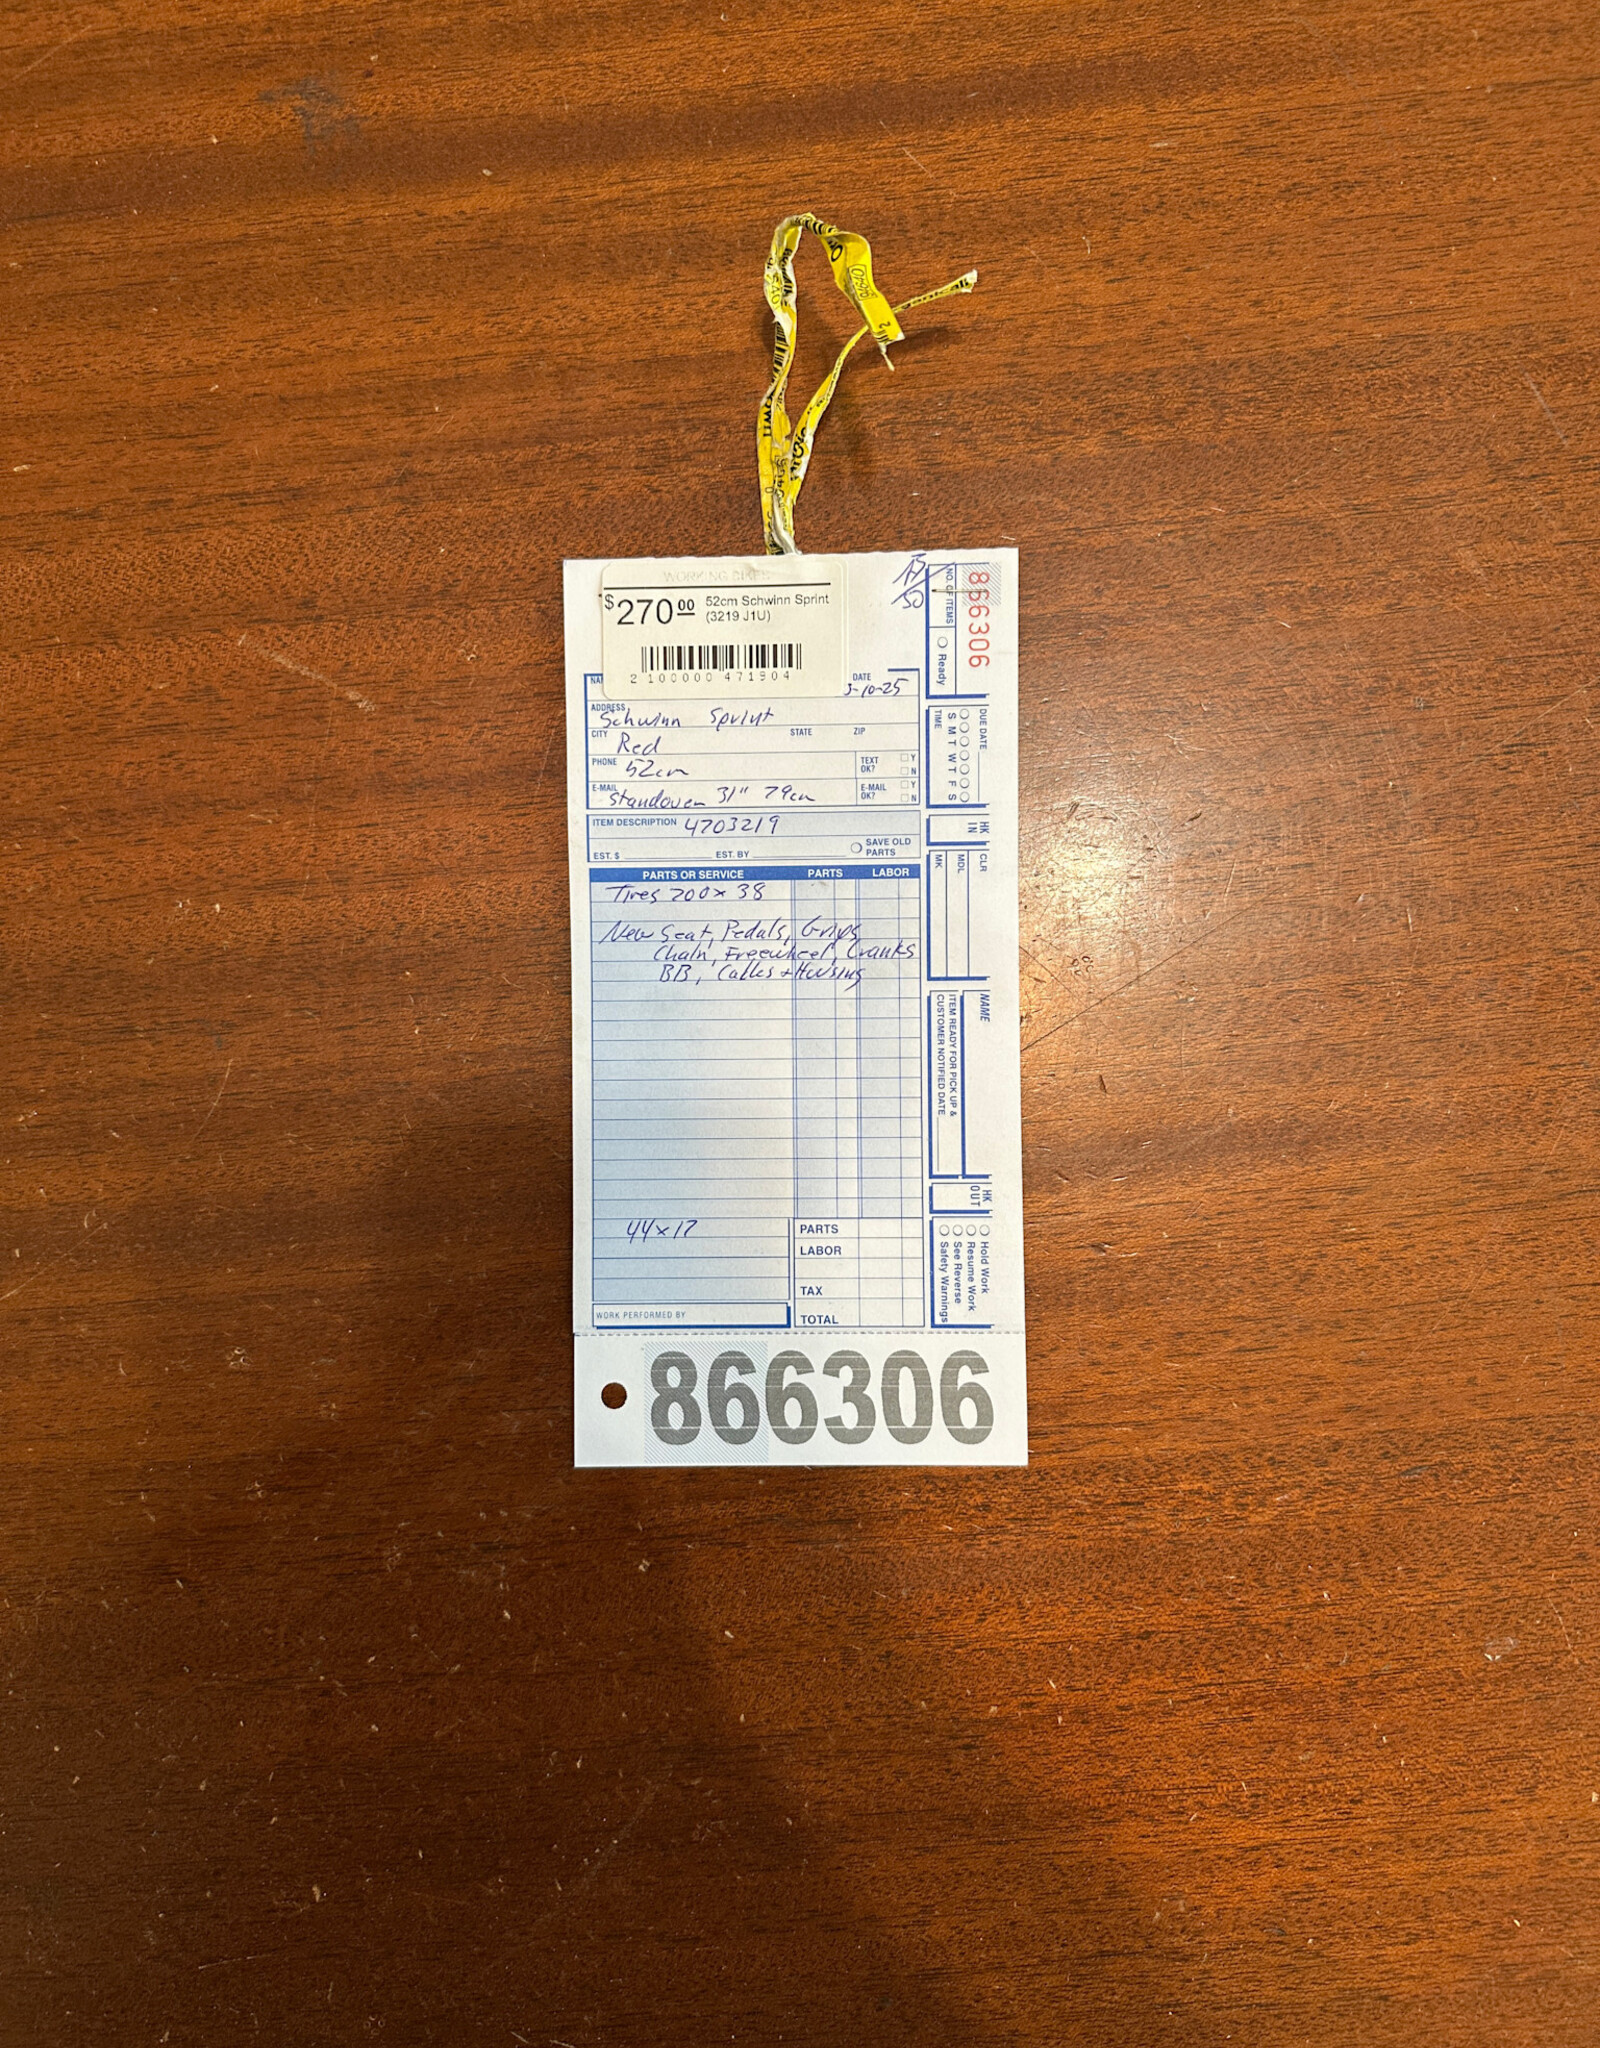 WORKING BIKES
$270.00 52cm Schwinn Sprint
(3219 J1U)
2 100000 471904
DATE
3-10-25
ADDRESS Schwinn Sprint
CITY Red STATE ZIP
PHONE 52cm TEXT OK? Y N
E-MAIL Standover 31" 79cm E-MAIL OK? Y N
ITEM DESCRIPTION 4703219
EST. $ EST. BY SAVE OLD PARTS
PARTS OR SERVICE PARTS LABOR
Tires 700 x 38
New Seat, Pedals, Grips
Chain, Freewheel, Cranks
BB, Cables + Housing
44 x 17
PARTS
LABOR
TAX
WORK PERFORMED BY TOTAL
866306
NO. OF ITEMS
Ready
DUE DATE
S M T W T F S
TIME
HK IN
CLR
MDL
MK
NAME
ITEM READY FOR PICK UP &
CUSTOMER NOTIFIED DATE
HK OUT
Hold Work
Resume Work
See Reverse
Safety Warnings
866306